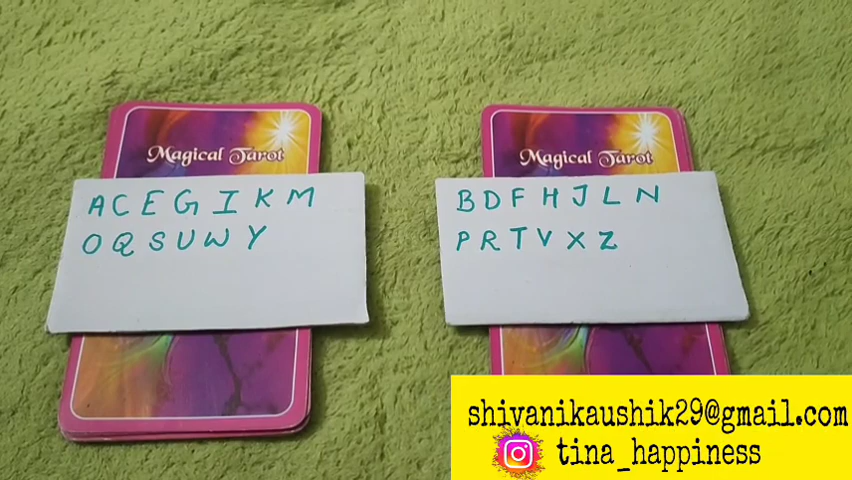 Magical Tarot
A C E G I K M
O Q S U W Y
Magical Tarot
B D F H J L N
P R T V X Z
shivanikaushik29@gmail.com
tina_happiness